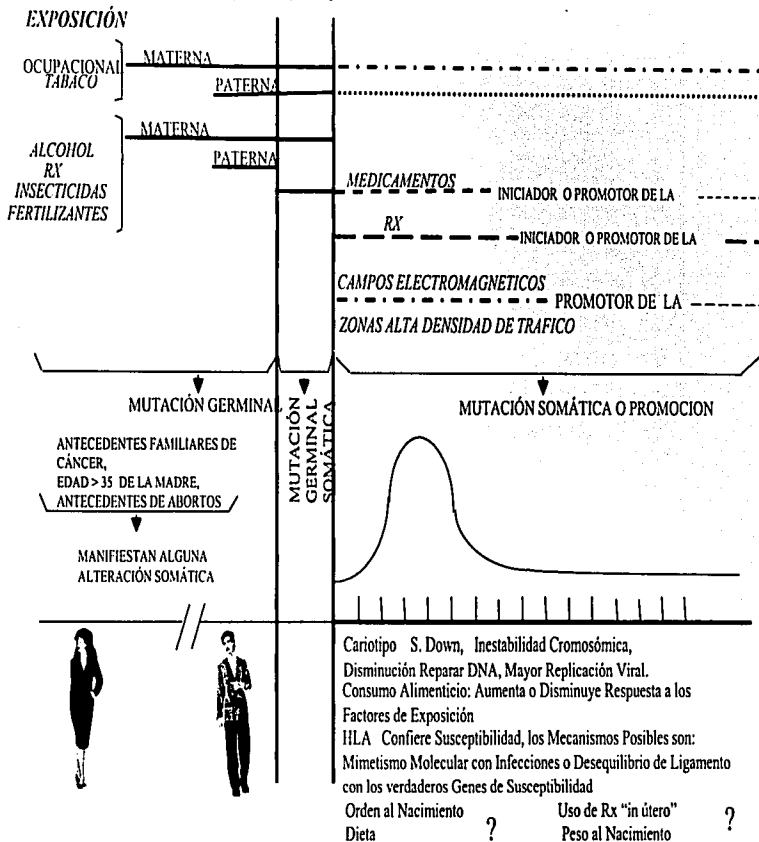 EXPOSICIÓN
OCUPACIONAL
TABACO
MATERNA
PATERNA
ALCOHOL
RX
INSECTICIDAS
FERTILIZANTES
MATERNA
PATERNA
MEDICAMENTOS
INICIADOR O PROMOTOR DE LA
RX
INICIADOR O PROMOTOR DE LA
CAMPOS ELECTROMAGNETICOS
PROMOTOR DE LA
ZONAS ALTA DENSIDAD DE TRAFICO
MUTACIÓN GERMINAL
MUTACIÓN
GERMINAL
SOMÁTICA
MUTACIÓN SOMÁTICA O PROMOCION
ANTECEDENTES FAMILIARES DE
CÁNCER,
EDAD > 35 DE LA MADRE,
ANTECEDENTES DE ABORTOS
MANIFIESTAN ALGUNA
ALTERACIÓN SOMÁTICA
Cariotipo S. Down, Inestabilidad Cromosómica,
Disminución Reparar DNA, Mayor Replicación Viral.
Consumo Alimenticio: Aumenta o Disminuye Respuesta a los
Factores de Exposición
HLA Confiere Susceptibilidad, los Mecanismos Posibles son:
Mimetismo Molecular con Infecciones o Desequilibrio de Ligamento
con los verdaderos Genes de Susceptibilidad
Orden al Nacimiento Uso de Rx "in útero"
Dieta ? Peso al Nacimiento ?